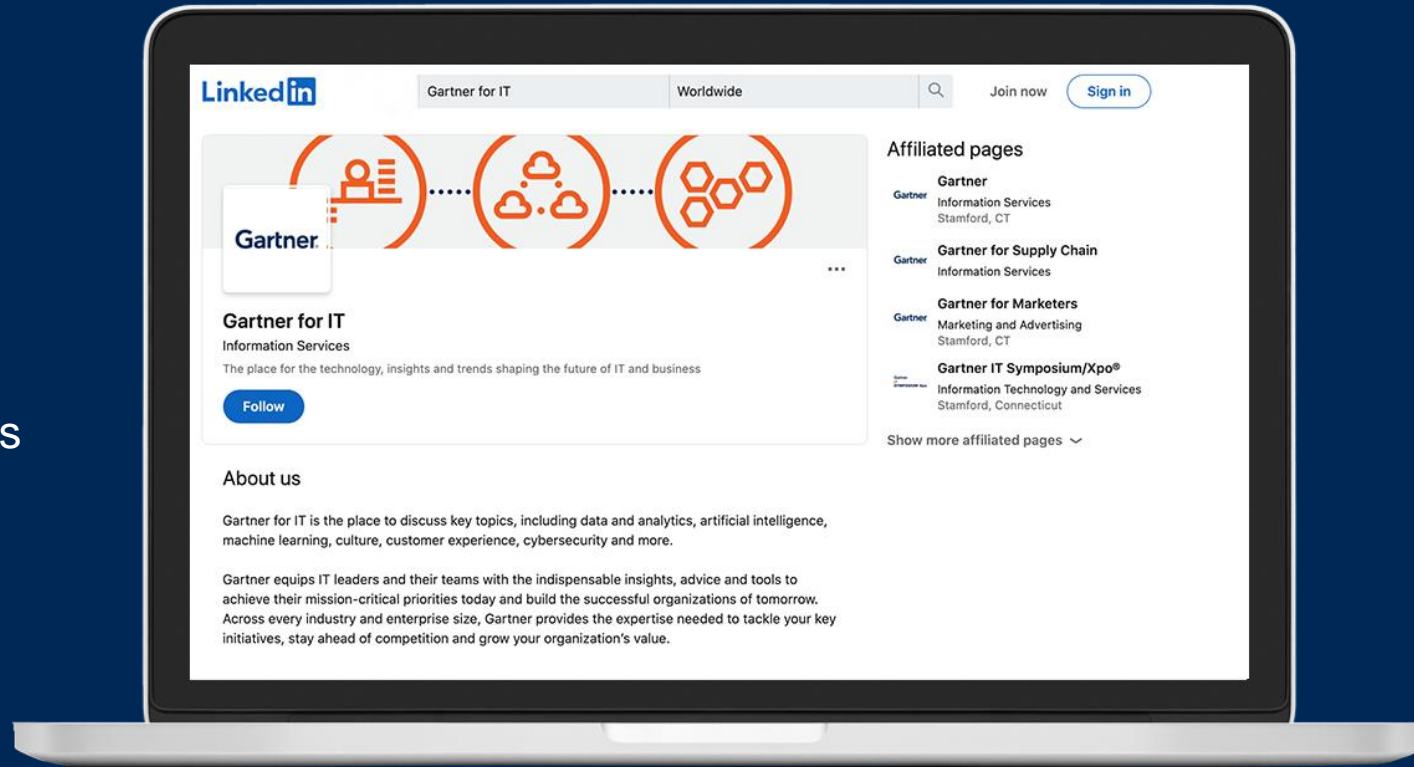 s
Linked in
Gartner for IT Worldwide Join now Sign in
Gartner
Gartner for IT
Information Services
The place for the technology, insights and trends shaping the future of IT and business
Follow
About us
Gartner for IT is the place to discuss key topics, including data and analytics, artificial intelligence,
machine learning, culture, customer experience, cybersecurity and more.
Gartner equips IT leaders and their teams with the indispensable insights, advice and tools to
achieve their mission-critical priorities today and build the successful organizations of tomorrow.
Across every industry and enterprise size, Gartner provides the expertise needed to tackle your key
initiatives, stay ahead of competition and grow your organization's value.
Affiliated pages
Gartner
Gartner
Information Services
Stamford, CT
Gartner
Gartner for Supply Chain
Information Services
Gartner
Gartner for Marketers
Marketing and Advertising
Stamford, CT
Gartner IT Symposium/Xpo®
Information Technology and Services
Stamford, Connecticut
Show more affiliated pages